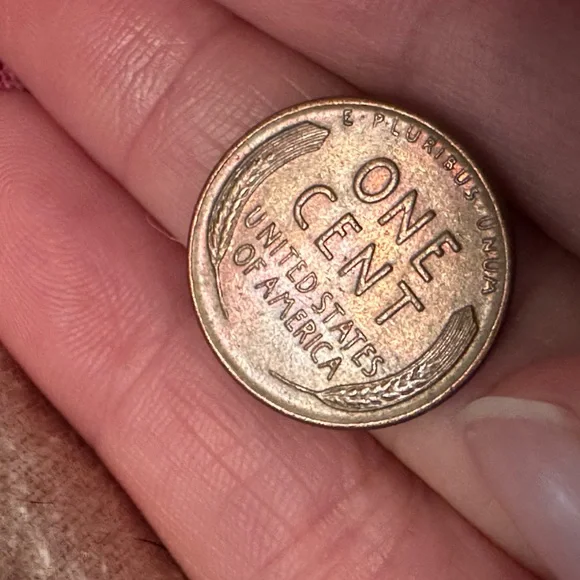 E·PLURIBUS·UNUM
ONE
CENT
UNITED STATES
OF AMERICA